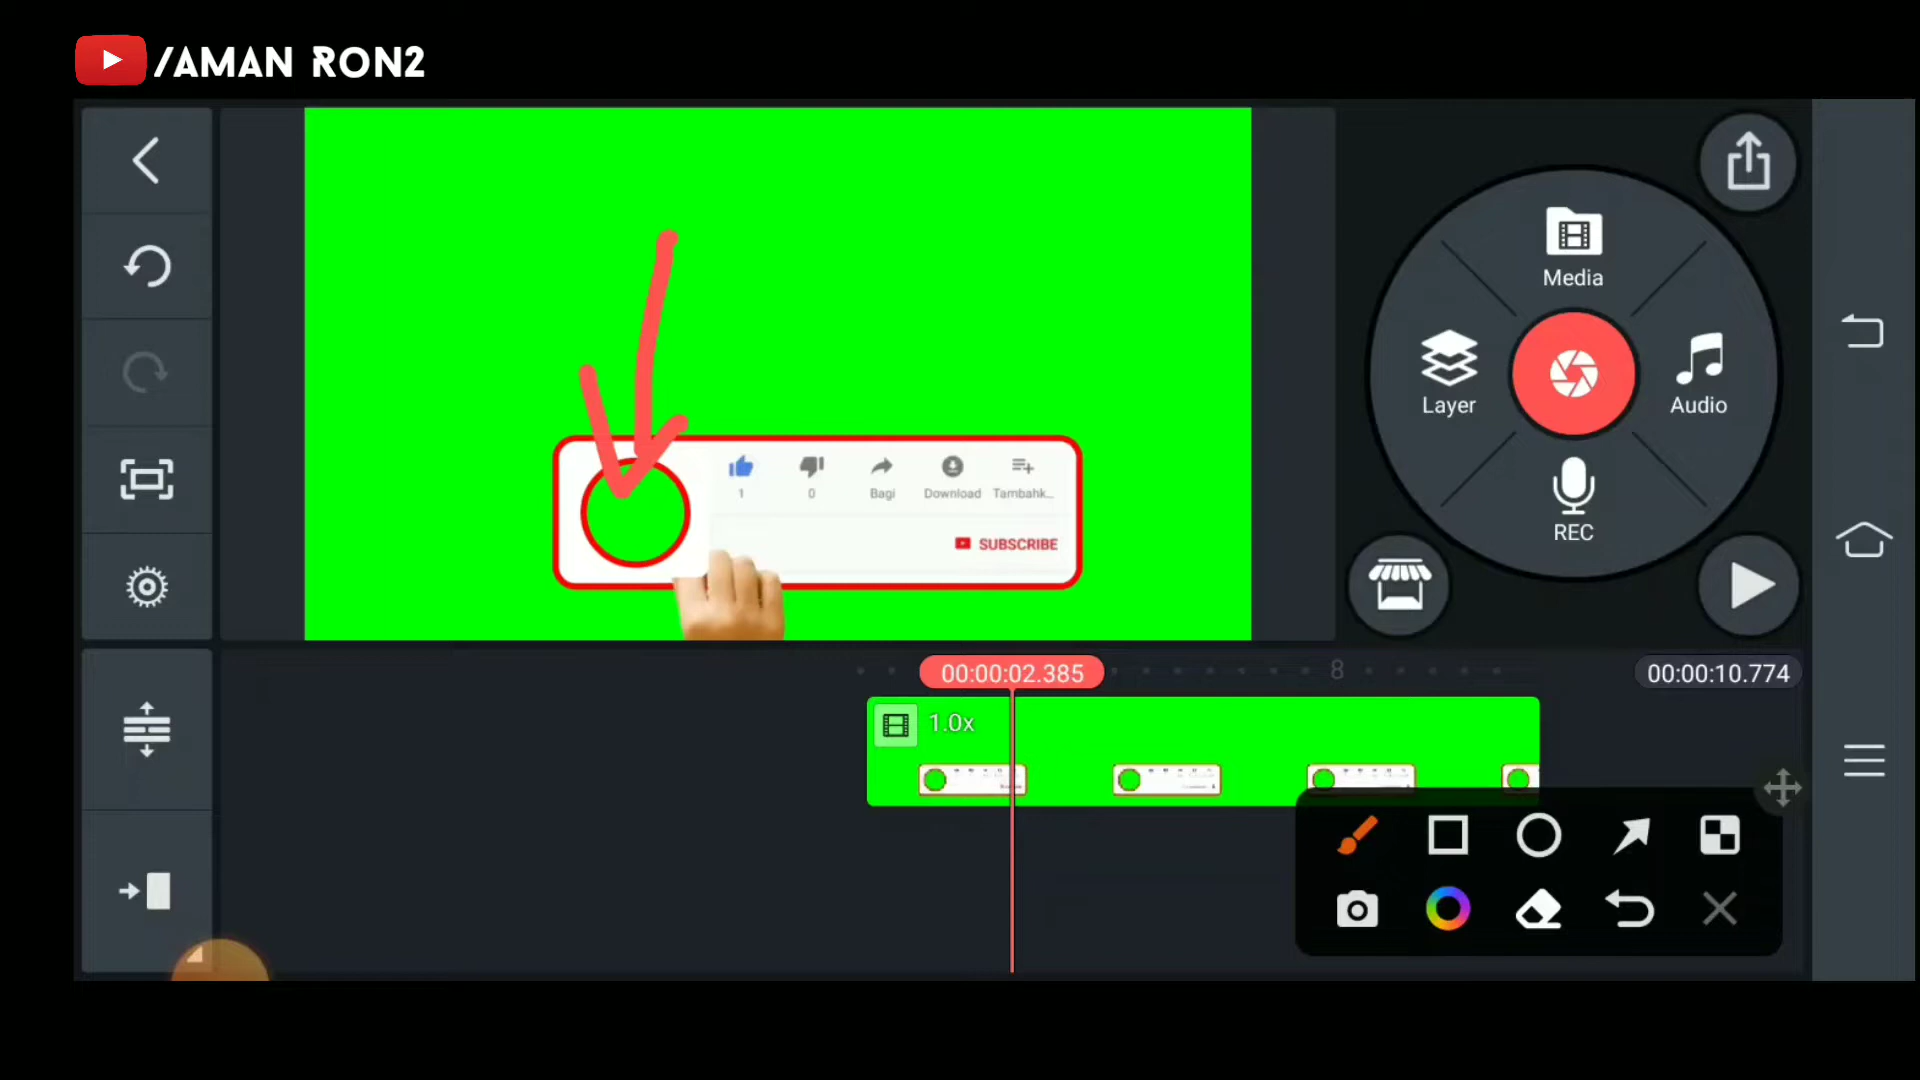 /AMAN RON2
Media
Layer
Audio
REC
1
0
Bagi
Download
Tambahk...
SUBSCRIBE
00:00:02.385
8
00:00:10.774
1.0x